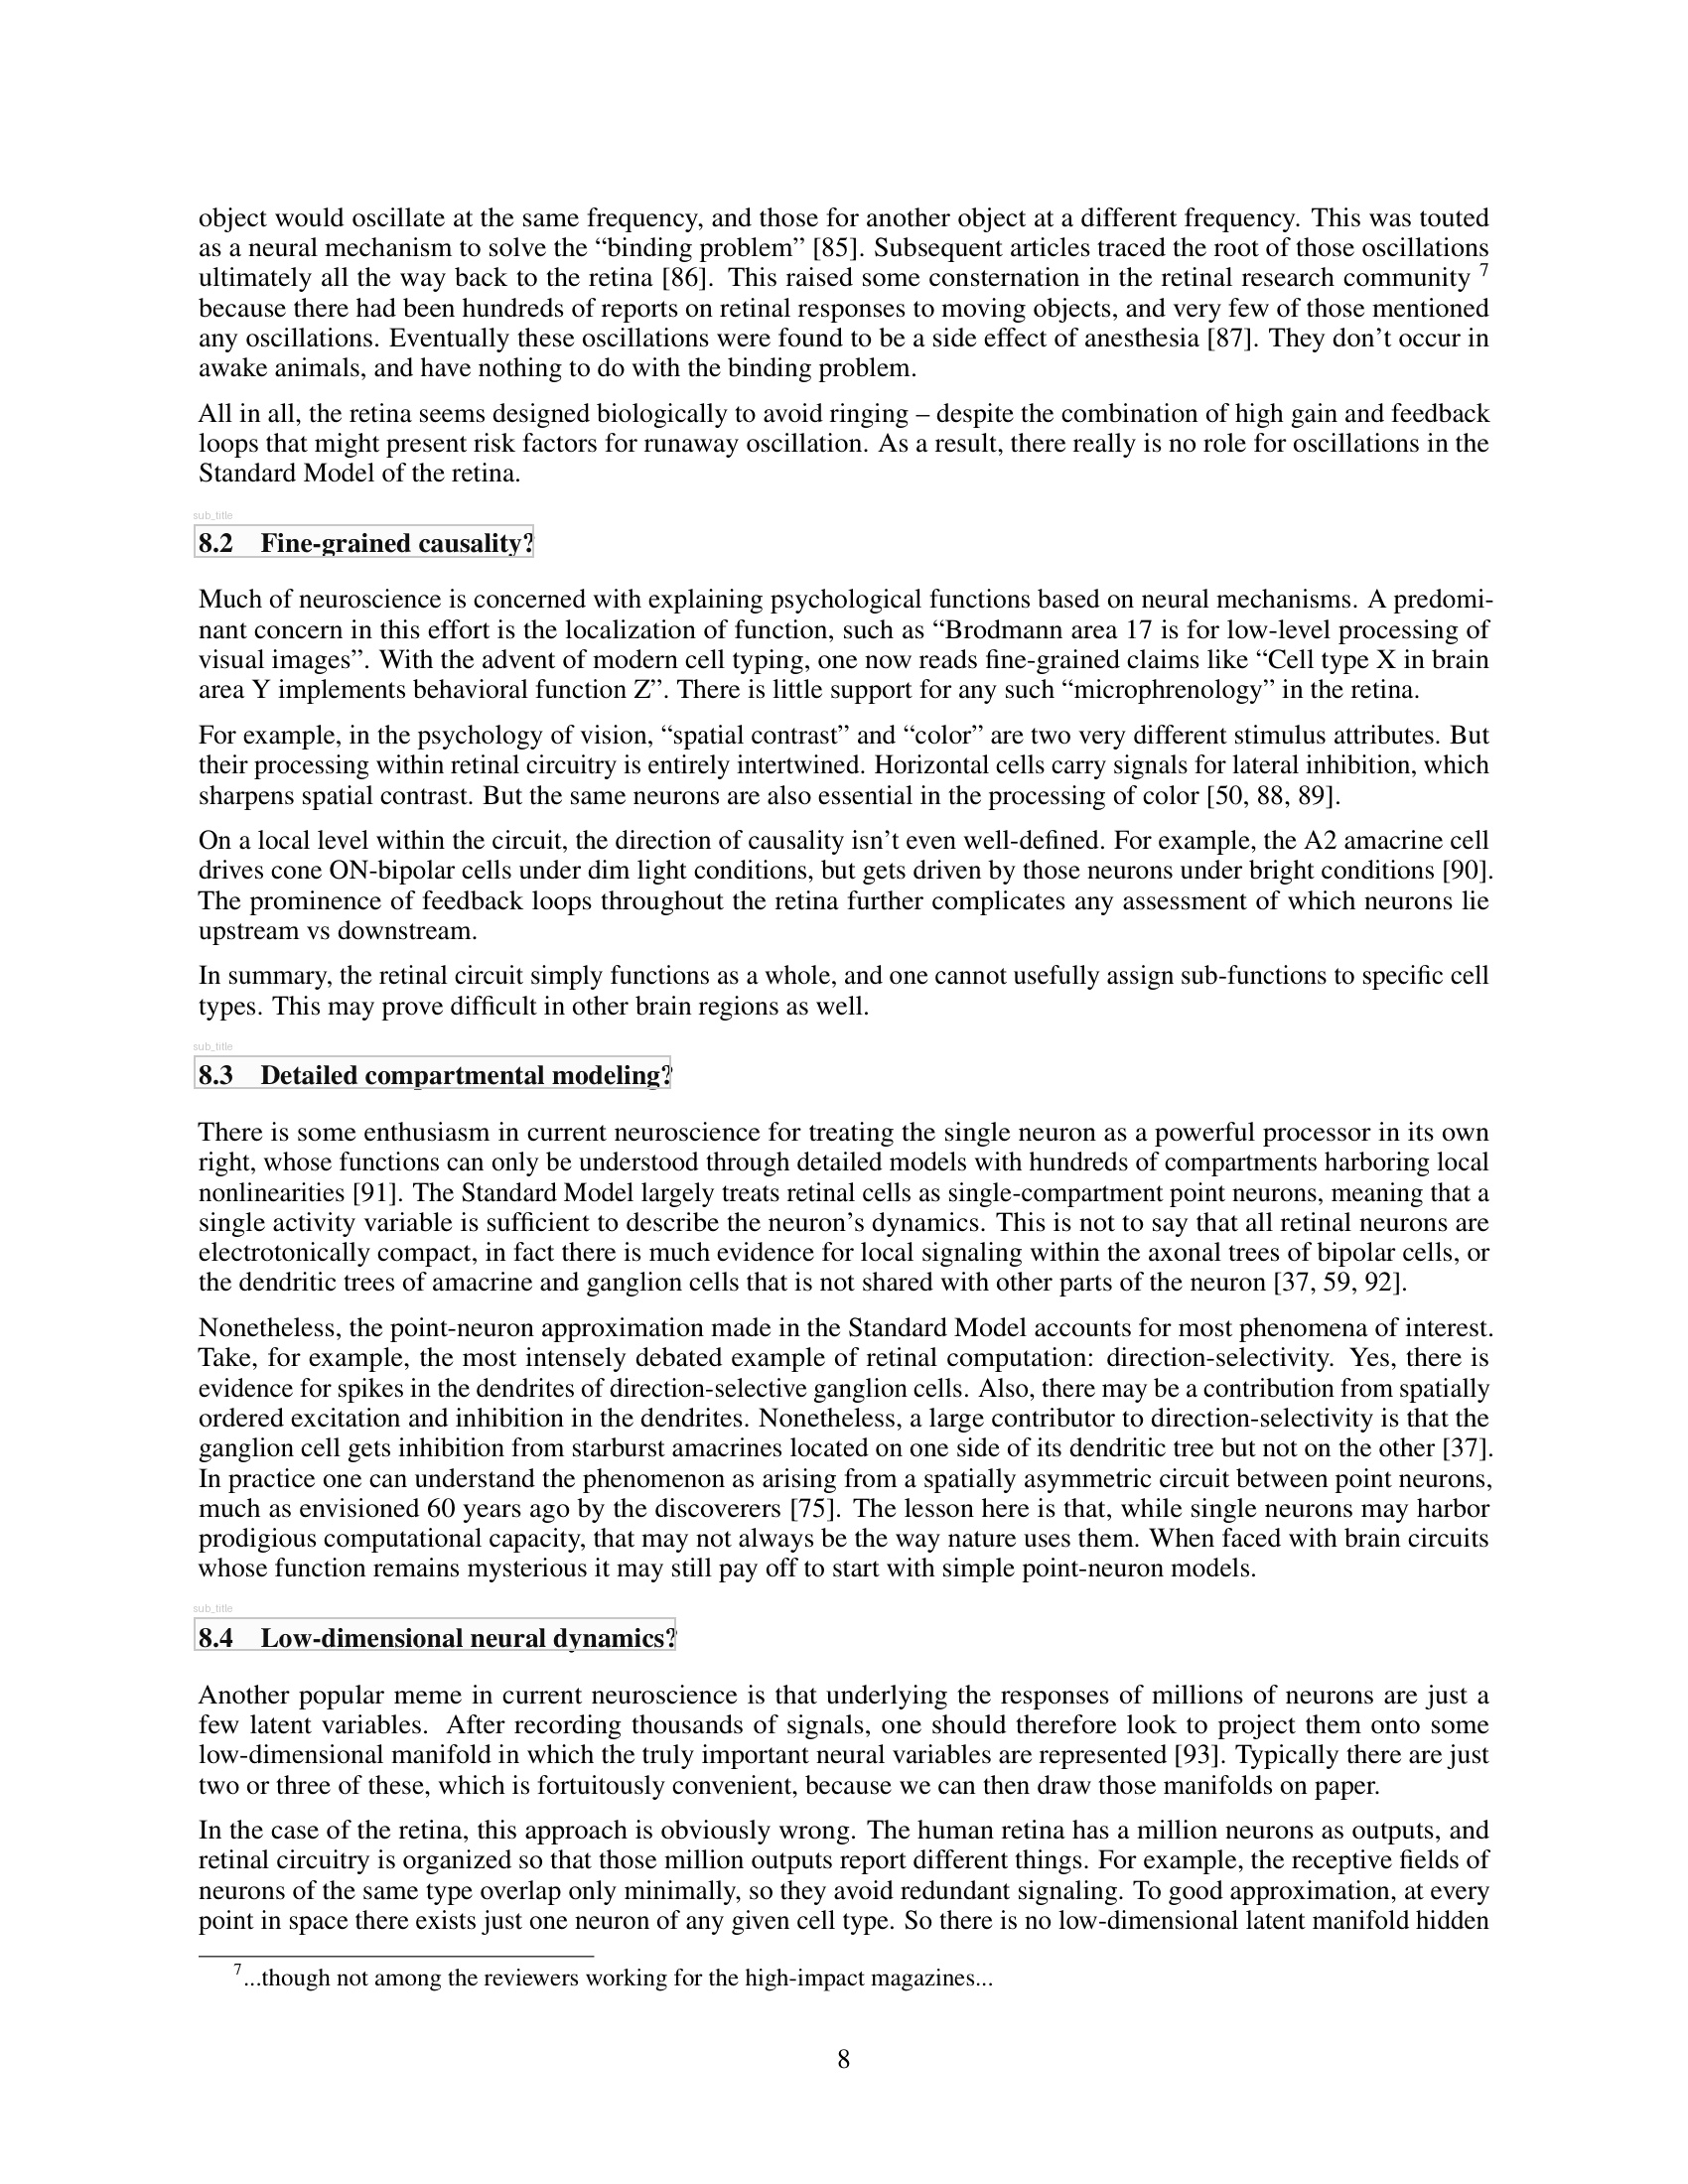 object would oscillate at the same frequency, and those for another object at a different frequency. This was touted
as a neural mechanism to solve the “binding problem” [85]. Subsequent articles traced the root of those oscillations
ultimately all the way back to the retina [86]. This raised some consternation in the retinal research community 7
because there had been hundreds of reports on retinal responses to moving objects, and very few of those mentioned
any oscillations. Eventually these oscillations were found to be a side effect of anesthesia [87]. They don’t occur in
awake animals, and have nothing to do with the binding problem.
All in all, the retina seems designed biologically to avoid ringing – despite the combination of high gain and feedback
loops that might present risk factors for runaway oscillation. As a result, there really is no role for oscillations in the
Standard Model of the retina.
sub_title
8.2 Fine-grained causality?
Much of neuroscience is concerned with explaining psychological functions based on neural mechanisms. A predomi-
nant concern in this effort is the localization of function, such as “Brodmann area 17 is for low-level processing of
visual images”. With the advent of modern cell typing, one now reads fine-grained claims like “Cell type X in brain
area Y implements behavioral function Z”. There is little support for any such “microphrenology” in the retina.
For example, in the psychology of vision, “spatial contrast” and “color” are two very different stimulus attributes. But
their processing within retinal circuitry is entirely intertwined. Horizontal cells carry signals for lateral inhibition, which
sharpens spatial contrast. But the same neurons are also essential in the processing of color [50, 88, 89].
On a local level within the circuit, the direction of causality isn’t even well-defined. For example, the A2 amacrine cell
drives cone ON-bipolar cells under dim light conditions, but gets driven by those neurons under bright conditions [90].
The prominence of feedback loops throughout the retina further complicates any assessment of which neurons lie
upstream vs downstream.
In summary, the retinal circuit simply functions as a whole, and one cannot usefully assign sub-functions to specific cell
types. This may prove difficult in other brain regions as well.
sub_title
8.3 Detailed compartmental modeling?
There is some enthusiasm in current neuroscience for treating the single neuron as a powerful processor in its own
right, whose functions can only be understood through detailed models with hundreds of compartments harboring local
nonlinearities [91]. The Standard Model largely treats retinal cells as single-compartment point neurons, meaning that a
single activity variable is sufficient to describe the neuron’s dynamics. This is not to say that all retinal neurons are
electrotonically compact, in fact there is much evidence for local signaling within the axonal trees of bipolar cells, or
the dendritic trees of amacrine and ganglion cells that is not shared with other parts of the neuron [37, 59, 92].
Nonetheless, the point-neuron approximation made in the Standard Model accounts for most phenomena of interest.
Take, for example, the most intensely debated example of retinal computation: direction-selectivity. Yes, there is
evidence for spikes in the dendrites of direction-selective ganglion cells. Also, there may be a contribution from spatially
ordered excitation and inhibition in the dendrites. Nonetheless, a large contributor to direction-selectivity is that the
ganglion cell gets inhibition from starburst amacrines located on one side of its dendritic tree but not on the other [37].
In practice one can understand the phenomenon as arising from a spatially asymmetric circuit between point neurons,
much as envisioned 60 years ago by the discoverers [75]. The lesson here is that, while single neurons may harbor
prodigious computational capacity, that may not always be the way nature uses them. When faced with brain circuits
whose function remains mysterious it may still pay off to start with simple point-neuron models.
sub_title
8.4 Low-dimensional neural dynamics?
Another popular meme in current neuroscience is that underlying the responses of millions of neurons are just a
few latent variables. After recording thousands of signals, one should therefore look to project them onto some
low-dimensional manifold in which the truly important neural variables are represented [93]. Typically there are just
two or three of these, which is fortuitously convenient, because we can then draw those manifolds on paper.
In the case of the retina, this approach is obviously wrong. The human retina has a million neurons as outputs, and
retinal circuitry is organized so that those million outputs report different things. For example, the receptive fields of
neurons of the same type overlap only minimally, so they avoid redundant signaling. To good approximation, at every
point in space there exists just one neuron of any given cell type. So there is no low-dimensional latent manifold hidden
7...though not among the reviewers working for the high-impact magazines...
8